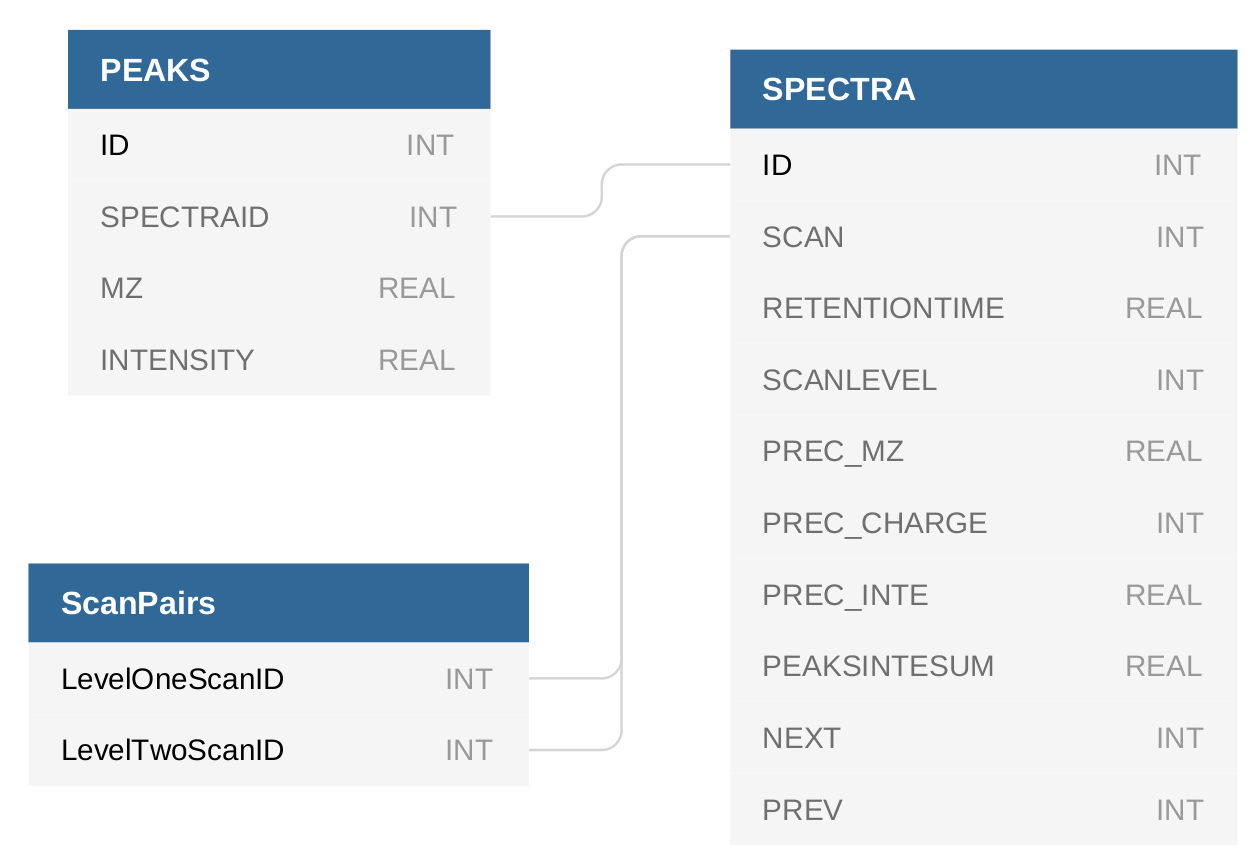 PEAKS
ID INT
SPECTRAID INT
MZ REAL
INTENSITY REAL
SPECTRA
ID INT
SCAN INT
RETENTIONTIME REAL
SCANLEVEL INT
PREC_MZ REAL
PREC_CHARGE INT
PREC_INTE REAL
PEAKSINTESUM REAL
NEXT INT
PREV INT
ScanPairs
LevelOneScanID INT
LevelTwoScanID INT